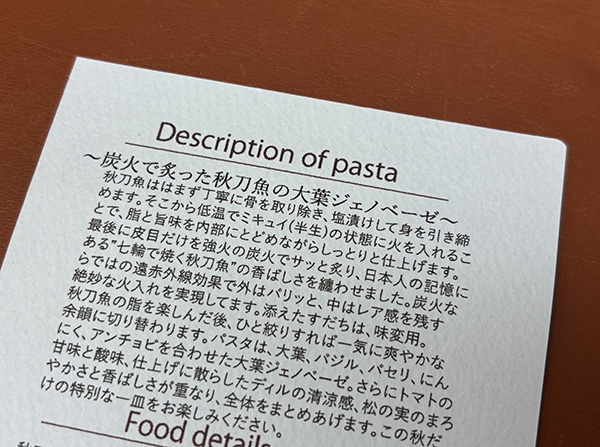 Description of pasta
～炭火で炙った秋刀魚の大葉ジェノベーゼ～
秋刀魚ははまず丁寧に骨を取り除き、塩漬けして身を引き締
めます。そこから低温でミキュイ(半生)の状態に火を入れるこ
とで、脂と旨味を内部にとどめながらしっとりと仕上げます。
最後に皮目だけを強火の炭火でサッと炙り、日本人の記憶に
ある"七輪で焼く秋刀魚"の香ばしさを纏わせました。炭火な
らではの遠赤外線効果で外はパリッと、中はレア感を残す
絶妙な火入れを実現してます。添えたすだちは、味変用。
秋刀魚の脂を楽しんだ後、ひと絞りすれば一気に爽やかな
余韻に切り替わります。パスタは、大葉、バジル、パセリ、にん
にく、アンチョビを合わせた大葉ジェノベーゼ。さらにトマトの
甘味と酸味、仕上げに散らしたディルの清涼感、松の実のまろ
やかさと香ばしさが重なり、全体をまとめあげます。この秋だ
けの特別な一皿をお楽しみください。
Food details